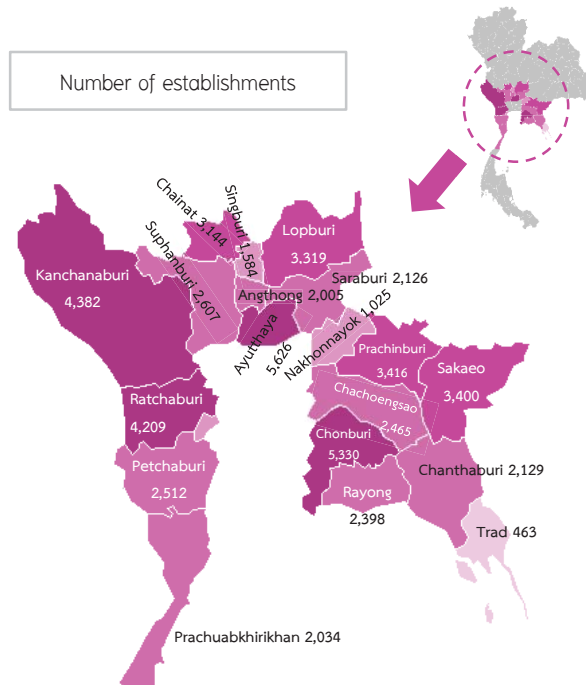 Number of establishments
Chainat 3,144
Singburi 1,584
Lopburi
3,319
Suphanburi 2,607
Kanchanaburi
4,382
Saraburi 2,126
Angthong 2,005
Ayutthaya
5,626
Nakhonnayok 1,025
Prachinburi
3,416
Sakaeo
3,400
Ratchaburi
4,209
Chachoengsao
2,465
Chonburi
5,330
Petchaburi
2,512
Chanthaburi 2,129
Rayong
2,398
Trad 463
Prachuabkhirikhan 2,034